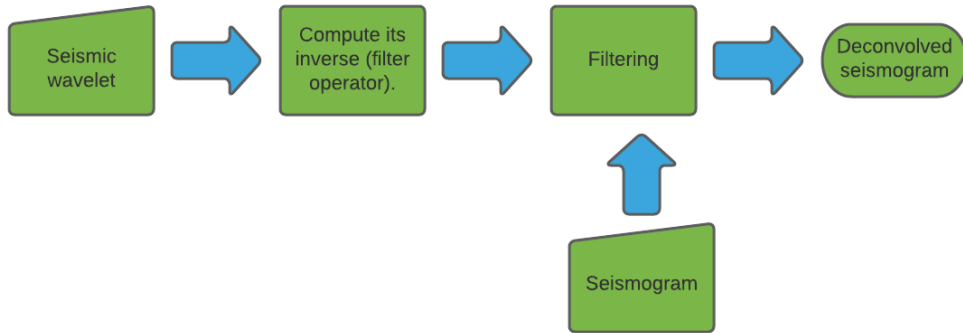 Seismic
wavelet
Compute its
inverse (filter
operator).
Filtering
Deconvolved
seismogram
Seismogram